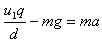 u₁q/d − mg = ma